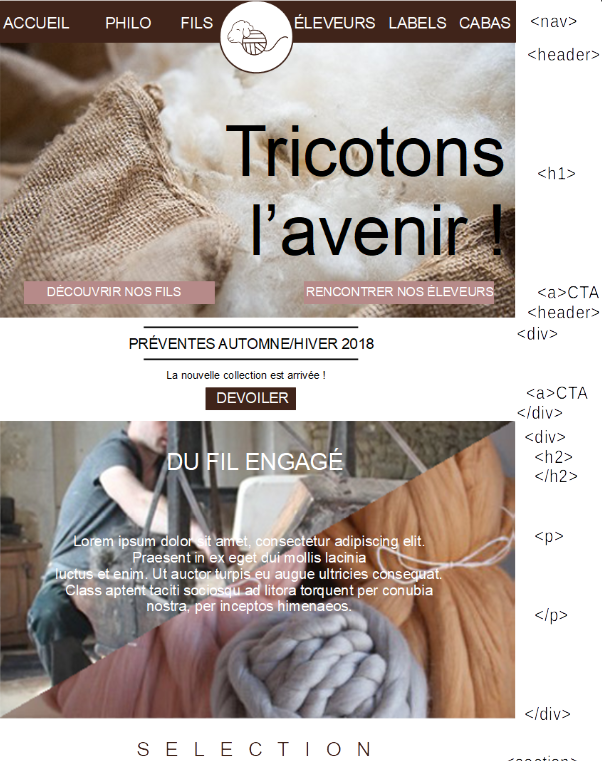 ACCUEIL PHILO FILS ÉLEVEURS LABELS CABAS <nav>
<header>
Tricotons
<h1>
l'avenir !
DÉCOUVRIR NOS FILS RENCONTRER NOS ÉLEVEURS <a>CTA
<header>
<div>
PRÉVENTES AUTOMNE/HIVER 2018
La nouvelle collection est arrivée !
DEVOILER <a>CTA
</div>
<div>
DU FIL ENGAGÉ <h2>
</h2>
Lorem ipsum dolor sit amet, consectetur adipiscing elit. <p>
Praesent in ex eget dui mollis lacinia
luctus et enim. Ut auctor turpis eu augue ultricies consequat.
Class aptent taciti sociosqu ad litora torquent per conubia
nostra, per inceptos himenaeos.
</p>
</div>
SELECTION
<section>